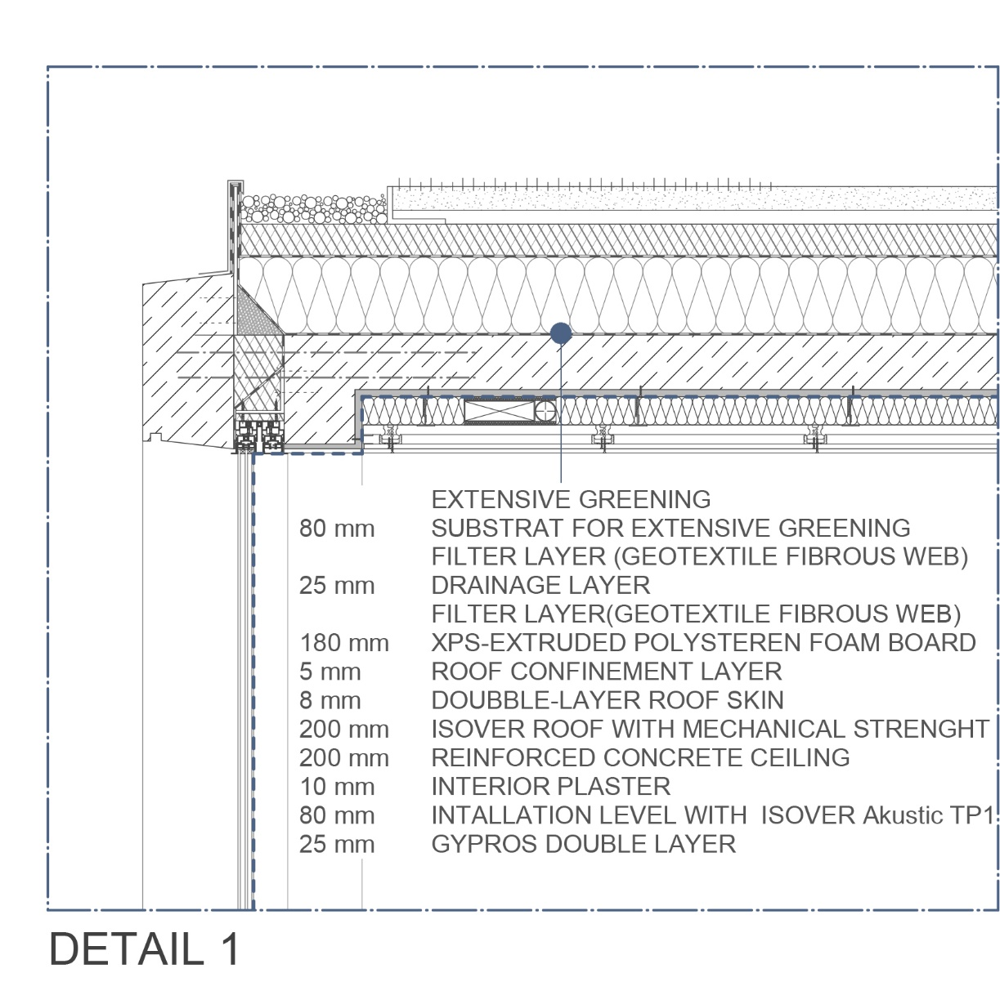 EXTENSIVE GREENING
80 mm SUBSTRAT FOR EXTENSIVE GREENING
FILTER LAYER (GEOTEXTILE FIBROUS WEB)
25 mm DRAINAGE LAYER
FILTER LAYER(GEOTEXTILE FIBROUS WEB)
180 mm XPS-EXTRUDED POLYSTEREN FOAM BOARD
5 mm ROOF CONFINEMENT LAYER
8 mm DOUBBLE-LAYER ROOF SKIN
200 mm ISOVER ROOF WITH MECHANICAL STRENGHT
200 mm REINFORCED CONCRETE CEILING
10 mm INTERIOR PLASTER
80 mm INTALLATION LEVEL WITH ISOVER Akustic TP1
25 mm GYPROS DOUBLE LAYER
DETAIL 1